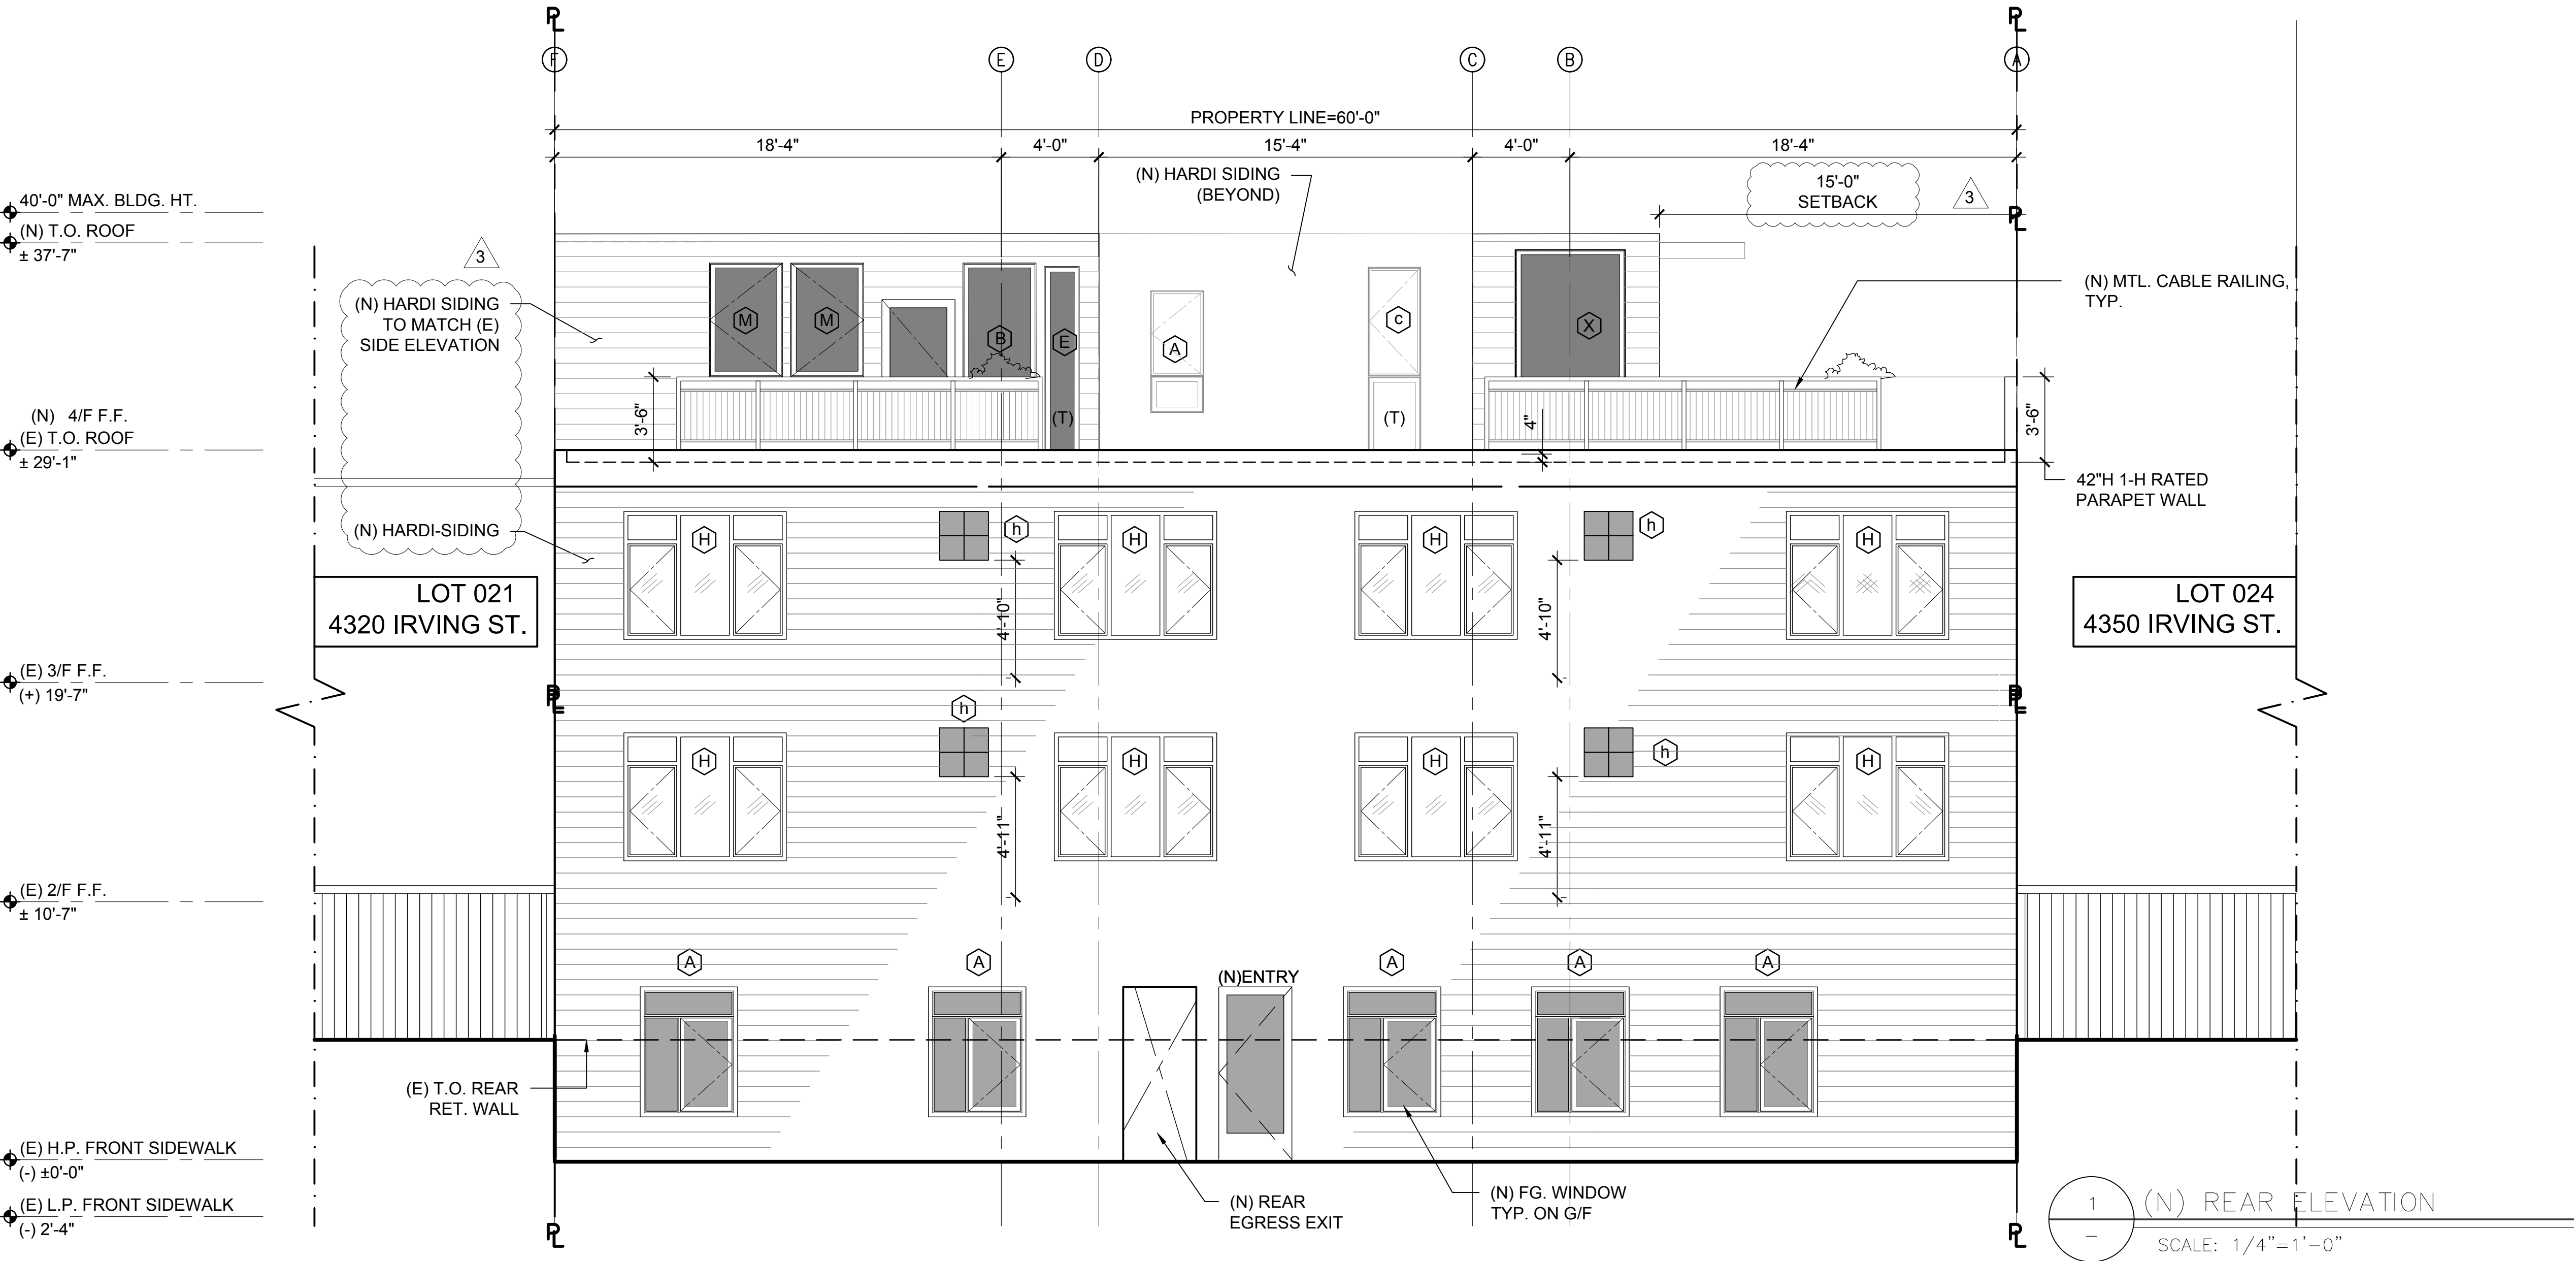 PL
PL
F
E
D
C
B
A
PROPERTY LINE=60'-0"
18'-4"
4'-0"
15'-4"
4'-0"
18'-4"
(N) HARDI SIDING
(BEYOND)
15'-0"
SETBACK
3
PL
40'-0" MAX. BLDG. HT.
(N) T.O. ROOF
± 37'-7"
3
(N) HARDI SIDING
TO MATCH (E)
SIDE ELEVATION
(N) MTL. CABLE RAILING,
TYP.
M
M
B
E
A
c
X
(N) 4/F F.F.
(E) T.O. ROOF
± 29'-1"
3'-6"
(T)
(T)
4"
3'-6"
42"H 1-H RATED
PARAPET WALL
(N) HARDI-SIDING
H
h
H
H
h
H
LOT 021
4320 IRVING ST.
LOT 024
4350 IRVING ST.
4'-10"
4'-10"
(E) 3/F F.F.
(+) 19'-7"
PL
PL
h
H
H
H
h
H
4'-11"
4'-11"
(E) 2/F F.F.
± 10'-7"
A
A
A
A
A
(N)ENTRY
(E) T.O. REAR
RET. WALL
(E) H.P. FRONT SIDEWALK
(-) ±0'-0"
(E) L.P. FRONT SIDEWALK
(-) 2'-4"
(N) REAR
EGRESS EXIT
(N) FG. WINDOW
TYP. ON G/F
PL
PL
1
–
(N) REAR ELEVATION
SCALE: 1/4"=1'-0"